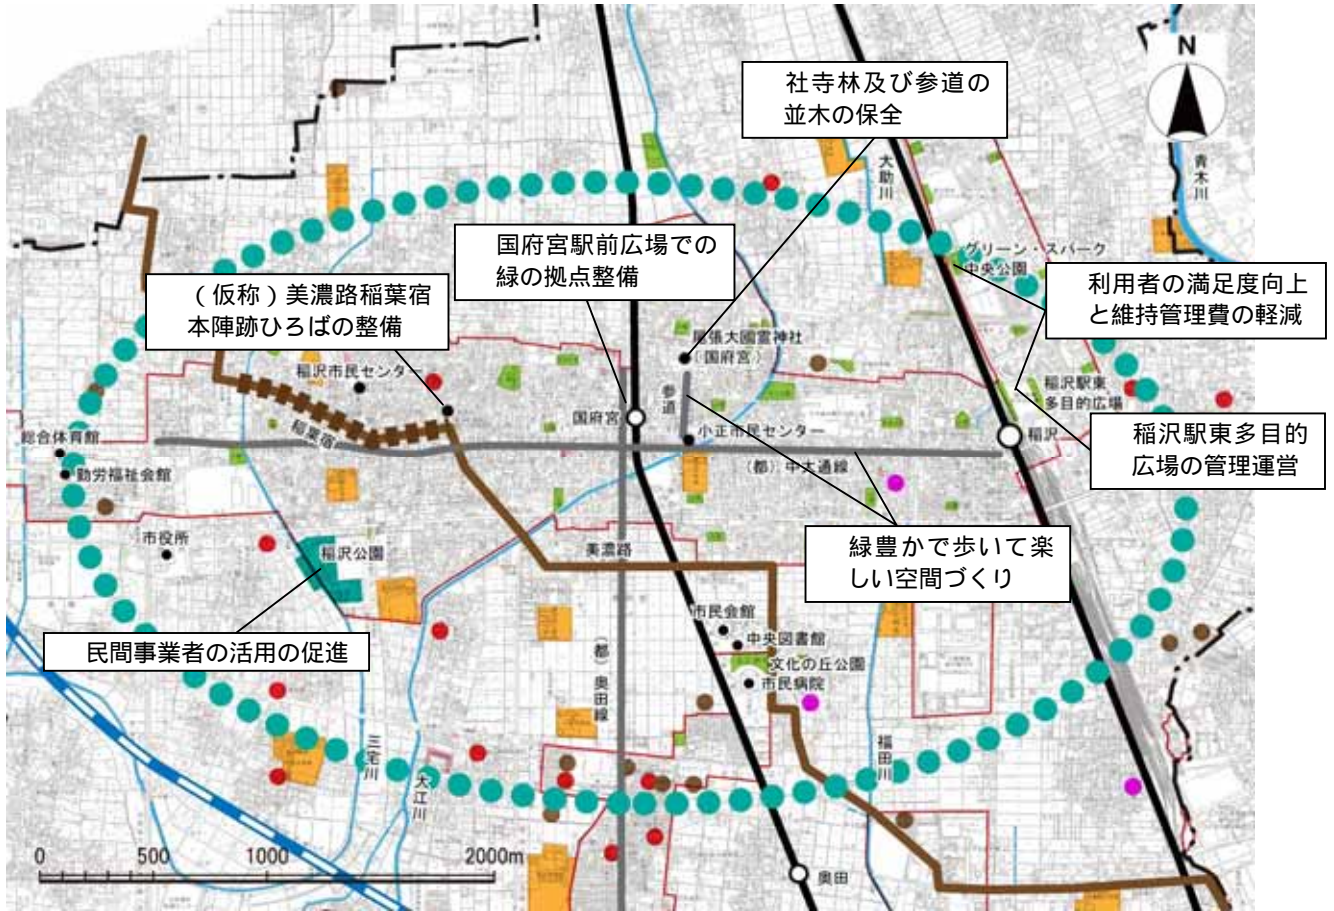 N
社寺林及び参道の
並木の保全
青木川
大助川
国府宮駅前広場での
緑の拠点整備
グリーン・スパーク
中央公園
(仮称)美濃路稲葉宿
本陣跡ひろばの整備
利用者の満足度向上
と維持管理費の軽減
尾張大國霊神社
(国府宮)
稲沢市民センター
参道
稲沢駅東
多目的広場
国府宮
稲葉宿
小正市民センター
稲沢
総合体育館
(都)中大通線
稲沢駅東多目的
広場の管理運営
勤労福祉会館
市役所
稲沢公園
美濃路
緑豊かで歩いて楽
しい空間づくり
民間事業者の活用の促進
市民会館
中央図書館
文化の丘公園
市民病院
(都)奥田線
三宅川
大江川
福田川
0 500 1000 2000m
奥田